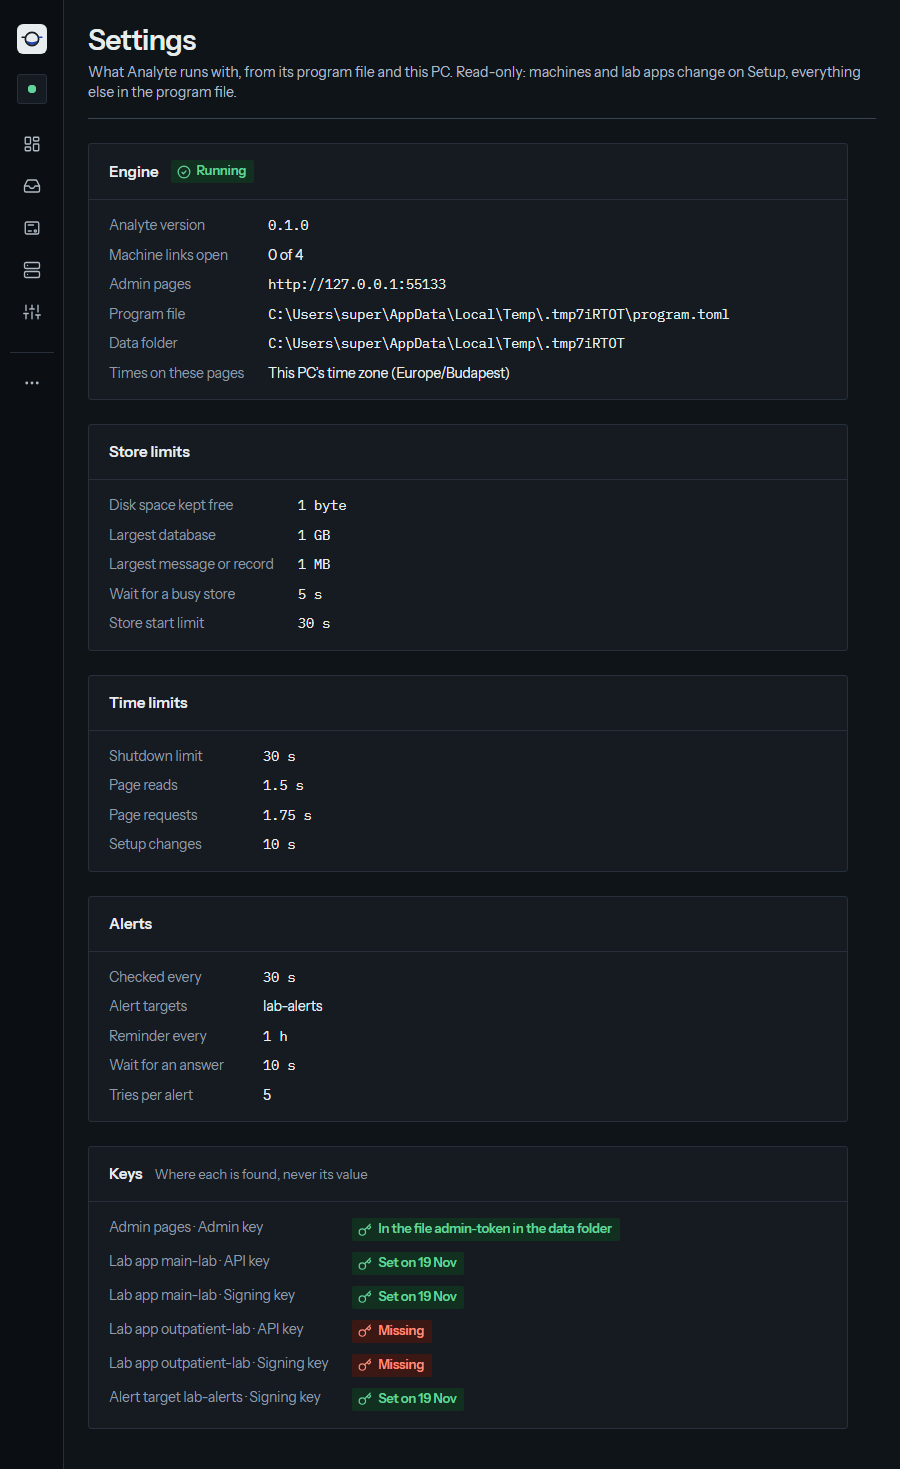 Settings
What Analyte runs with, from its program file and this PC. Read-only: machines and lab apps change on Setup, everything
else in the program file.
Engine Running
Analyte version 0.1.0
Machine links open 0 of 4
Admin pages http://127.0.0.1:55133
Program file C:\Users\super\AppData\Local\Temp\.tmp7iRTOT\program.toml
Data folder C:\Users\super\AppData\Local\Temp\.tmp7iRTOT
Times on these pages This PC's time zone (Europe/Budapest)
Store limits
Disk space kept free 1 byte
Largest database 1 GB
Largest message or record 1 MB
Wait for a busy store 5 s
Store start limit 30 s
Time limits
Shutdown limit 30 s
Page reads 1.5 s
Page requests 1.75 s
Setup changes 10 s
Alerts
Checked every 30 s
Alert targets lab-alerts
Reminder every 1 h
Wait for an answer 10 s
Tries per alert 5
Keys Where each is found, never its value
Admin pages · Admin key In the file admin-token in the data folder
Lab app main-lab · API key Set on 19 Nov
Lab app main-lab · Signing key Set on 19 Nov
Lab app outpatient-lab · API key Missing
Lab app outpatient-lab · Signing key Missing
Alert target lab-alerts · Signing key Set on 19 Nov